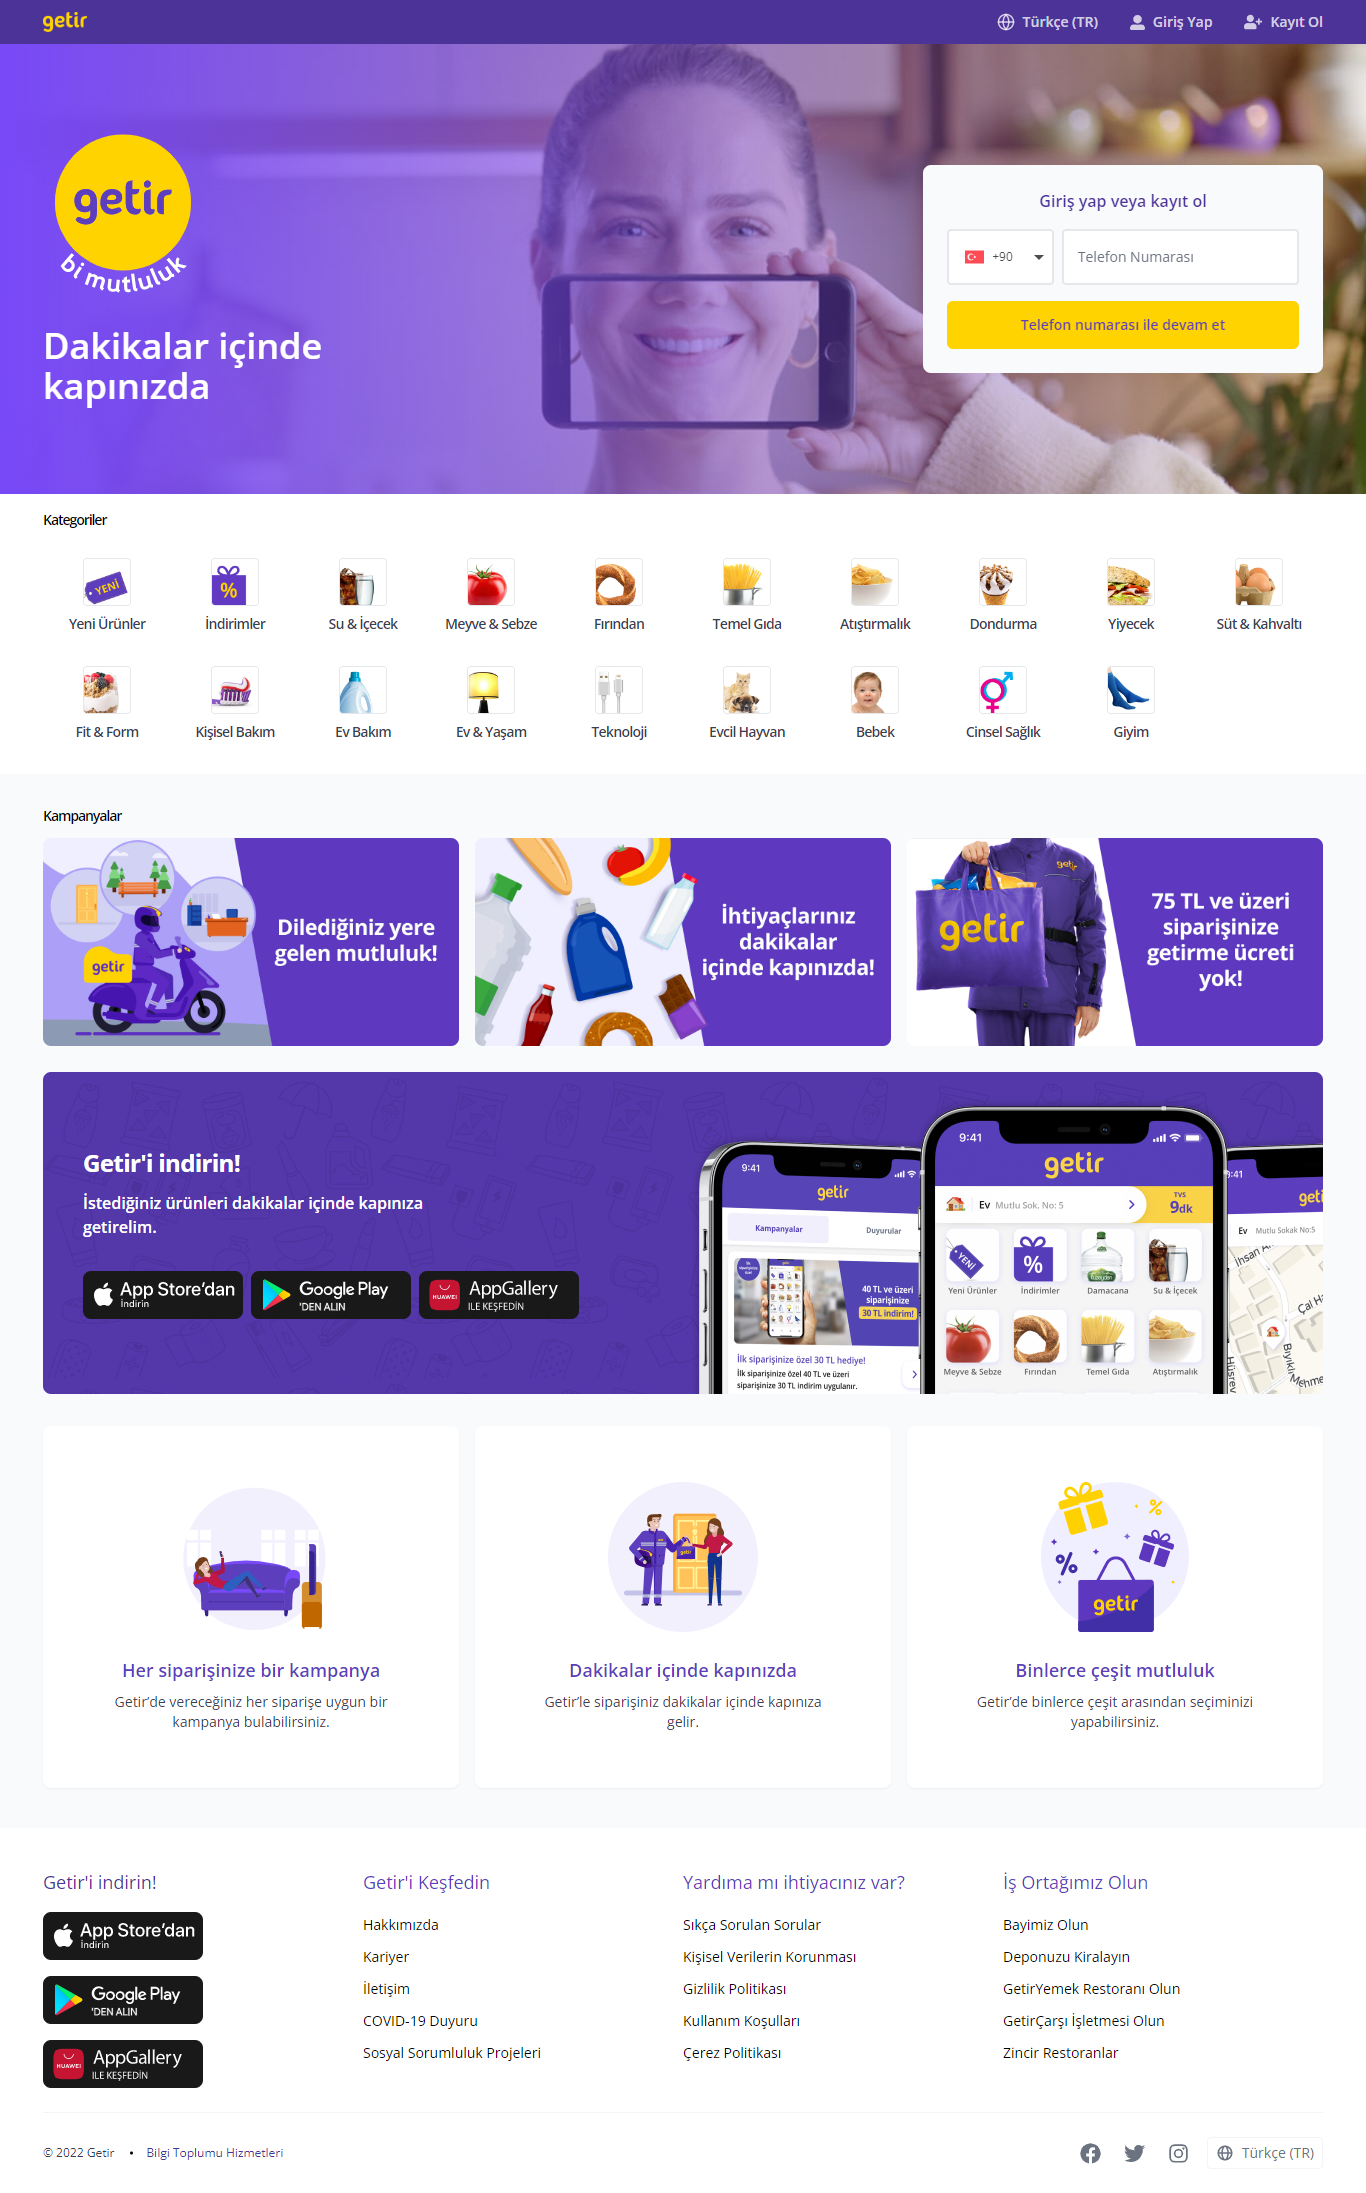 getir
Türkçe (TR)
Giriş Yap
Kayıt Ol
getir
bi mutluluk
Dakikalar içinde
kapınızda
Giriş yap veya kayıt ol
+90
Telefon Numarası
Telefon numarası ile devam et
Kategoriler
YENİ
%
Yeni Ürünler
İndirimler
Su & İçecek
Meyve & Sebze
Fırından
Temel Gıda
Atıştırmalık
Dondurma
Yiyecek
Süt & Kahvaltı
Fit & Form
Kişisel Bakım
Ev Bakım
Ev & Yaşam
Teknoloji
Evcil Hayvan
Bebek
Cinsel Sağlık
Giyim
Kampanyalar
getir
Dilediğiniz yere
gelen mutluluk!
İhtiyaçlarınız
dakikalar
içinde kapınızda!
getir
getir
75 TL ve üzeri
siparişinize
getirme ücreti
yok!
Getir'i indirin!
İstediğiniz ürünleri dakikalar içinde kapınıza
getirelim.
App Store'dan
İndirin
Google Play
'DEN ALIN
HUAWEI
AppGallery
ILE KEŞFEDİN
9:41
getir
Kampanyalar
Duyurular
40 TL ve üzeri
siparişinize
30 TL indirim!
İlk siparişinize özel 30 TL hediye!
İlk siparişinize özel 40 TL ve üzeri
siparişinize 30 TL indirim uygulanır.
9:41
getir
Ev
Mutlu Sok. No: 5
TVS
9dk
YENİ
%
Yeni Ürünler
İndirimler
Damacana
Su & İçecek
Meyve & Sebze
Fırından
Temel Gıda
Atıştırmalık
9:41
geti
Ev
Mutlu Sokak No:5
Her siparişinize bir kampanya
Getir’de vereceğiniz her siparişe uygun bir
kampanya bulabilirsiniz.
getir
Dakikalar içinde kapınızda
Getir’le siparişiniz dakikalar içinde kapınıza
gelir.
%
%
getir
Binlerce çeşit mutluluk
Getir’de binlerce çeşit arasından seçiminizi
yapabilirsiniz.
Getir'i indirin!
App Store'dan
İndirin
Google Play
'DEN ALIN
HUAWEI
AppGallery
ILE KEŞFEDİN
Getir'i Keşfedin
Hakkımızda
Kariyer
İletişim
COVID-19 Duyuru
Sosyal Sorumluluk Projeleri
Yardıma mı ihtiyacınız var?
Sıkça Sorulan Sorular
Kişisel Verilerin Korunması
Gizlilik Politikası
Kullanım Koşulları
Çerez Politikası
İş Ortağımız Olun
Bayimiz Olun
Deponuzu Kiralayın
GetirYemek Restoranı Olun
GetirÇarşı İşletmesi Olun
Zincir Restoranlar
© 2022 Getir • Bilgi Toplumu Hizmetleri
Türkçe (TR)